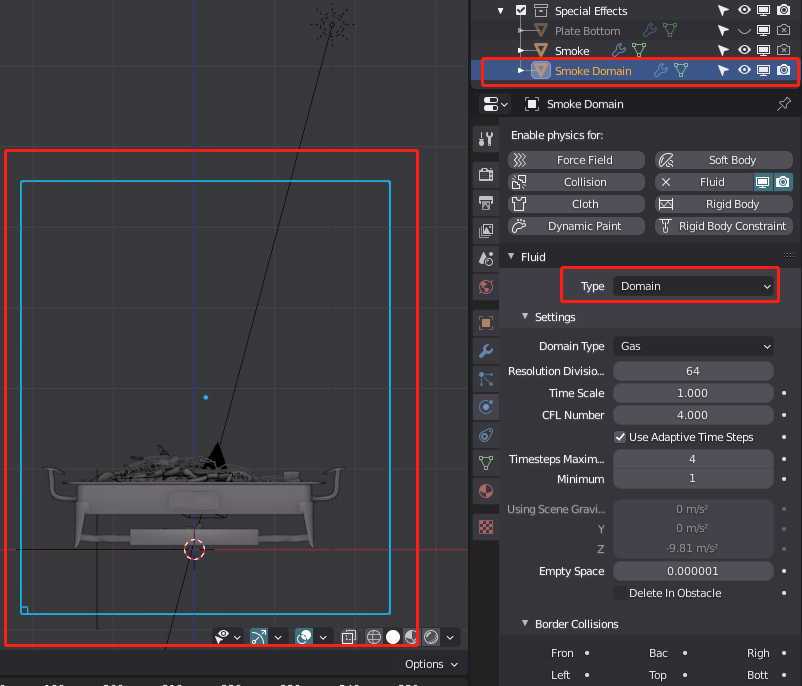 Special Effects
Plate Bottom
Smoke
Smoke Domain
Smoke Domain
Enable physics for:
Force Field Soft Body
Collision Fluid
Cloth Rigid Body
Dynamic Paint Rigid Body Constraint
Fluid
Type Domain
Settings
Domain Type Gas
Resolution Divisio... 64
Time Scale 1.000
CFL Number 4.000
Use Adaptive Time Steps
Timesteps Maxim... 4
Minimum 1
Using Scene Gravi... 0 m/s²
Y 0 m/s²
Z -9.81 m/s²
Empty Space 0.000001
Delete In Obstacle
Border Collisions
Fron Bac Righ
Left Top Bott
Options